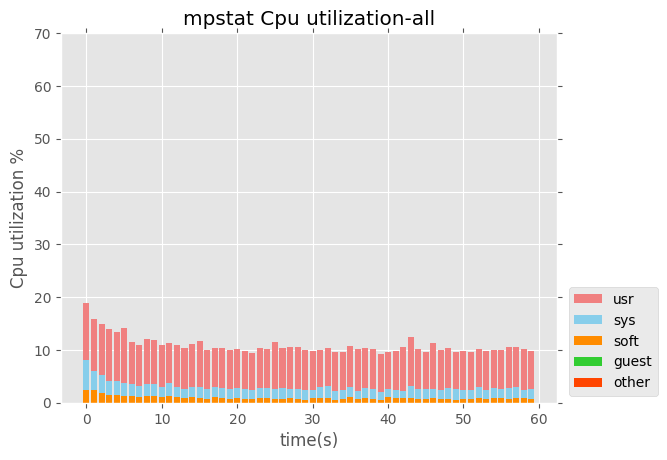 mpstat Cpu utilization-all
70
60
50
40
30
20
10
0
Cpu utilization %
0 10 20 30 40 50 60
time(s)
usr
sys
soft
guest
other